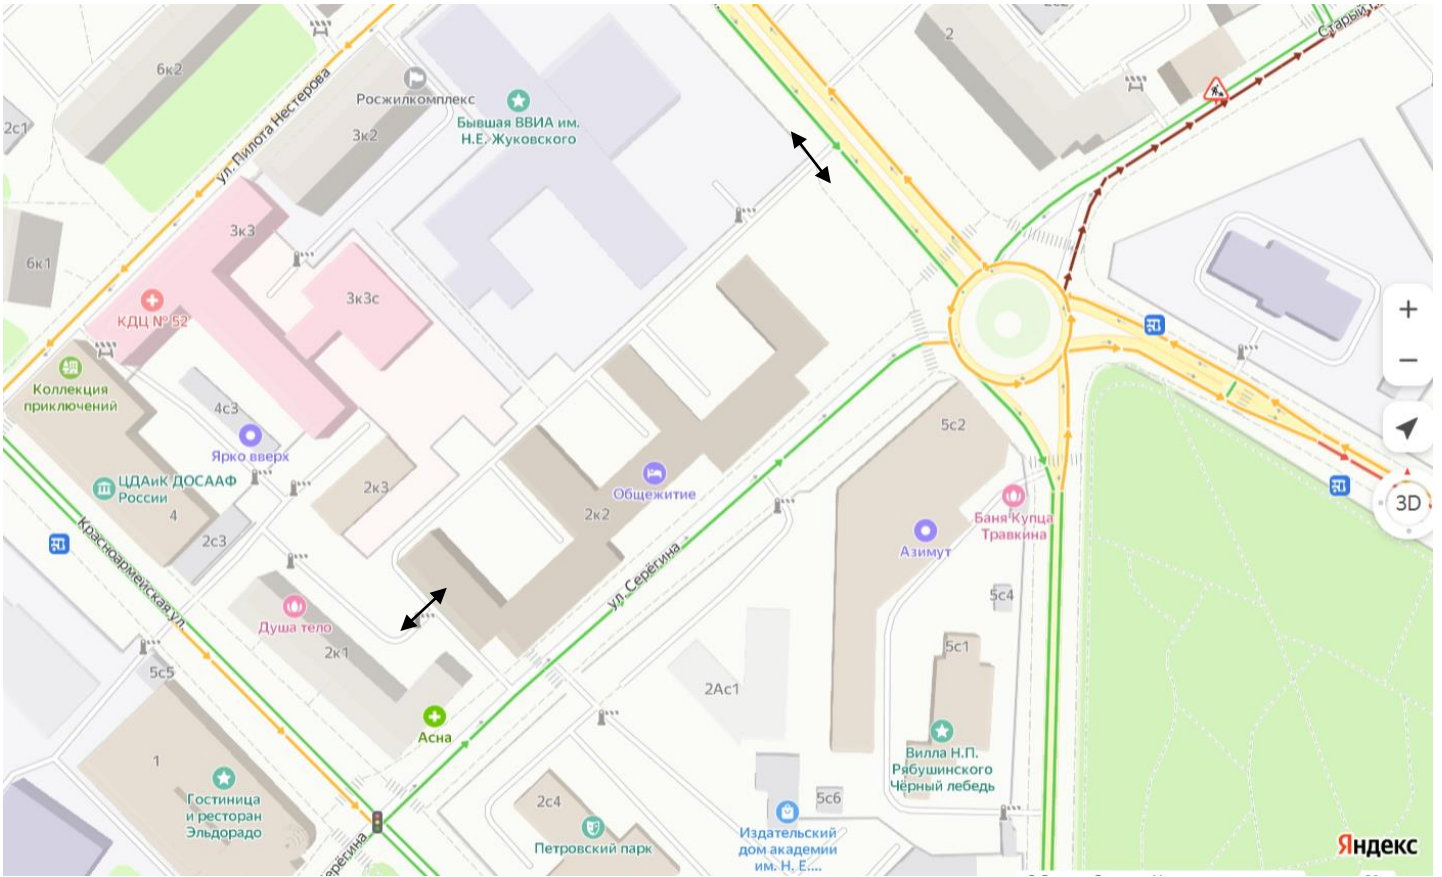 2с2
Старый
2
6к2
Росжилкомплекс
3к2
Бывшая ВВИА им.
Н.Е. Жуковского
2с1
ул. Пилота Нестерова
3к3
6к1
3к3с
КДЦ № 52
Коллекция
приключений
4с3
Ярко вверх
ЦДАиК ДОСААФ
России
4
2с3
2к3
Общежитие
2к2
5с2
Баня Купца
Травкина
Азимут
3D
Красноармейская ул.
ул. Серёгина
Душа тело
2к1
5с4
5с1
5с5
2Ас1
Асна
1
Гостиница
и ресторан
Эльдорадо
Вилла Н.П.
Рябушинского
Чёрный лебедь
2с4
5с6
Петровский парк
Издательский
дом академии
им. Н. Е....
Серёгина
Яндекс